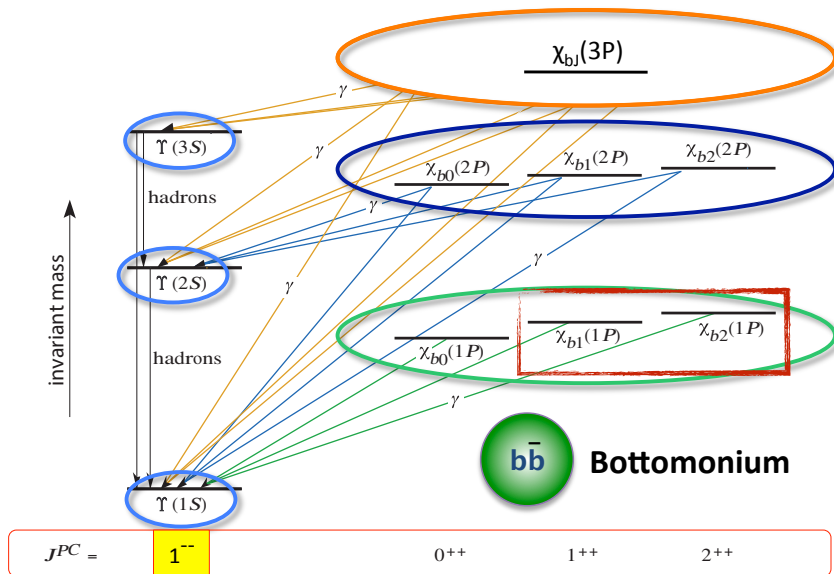 χbJ(3P)
γ
ϒ (3S)
γ
χb0(2P)
χb1(2P)
χb2(2P)
hadrons
γ
γ
ϒ (2S)
γ
invariant mass
hadrons
χb0(1P)
χb1(1P)
χb2(1P)
γ
bb̄
Bottomonium
ϒ (1S)
J^PC =
1⁻⁻
0⁺⁺
1⁺⁺
2⁺⁺